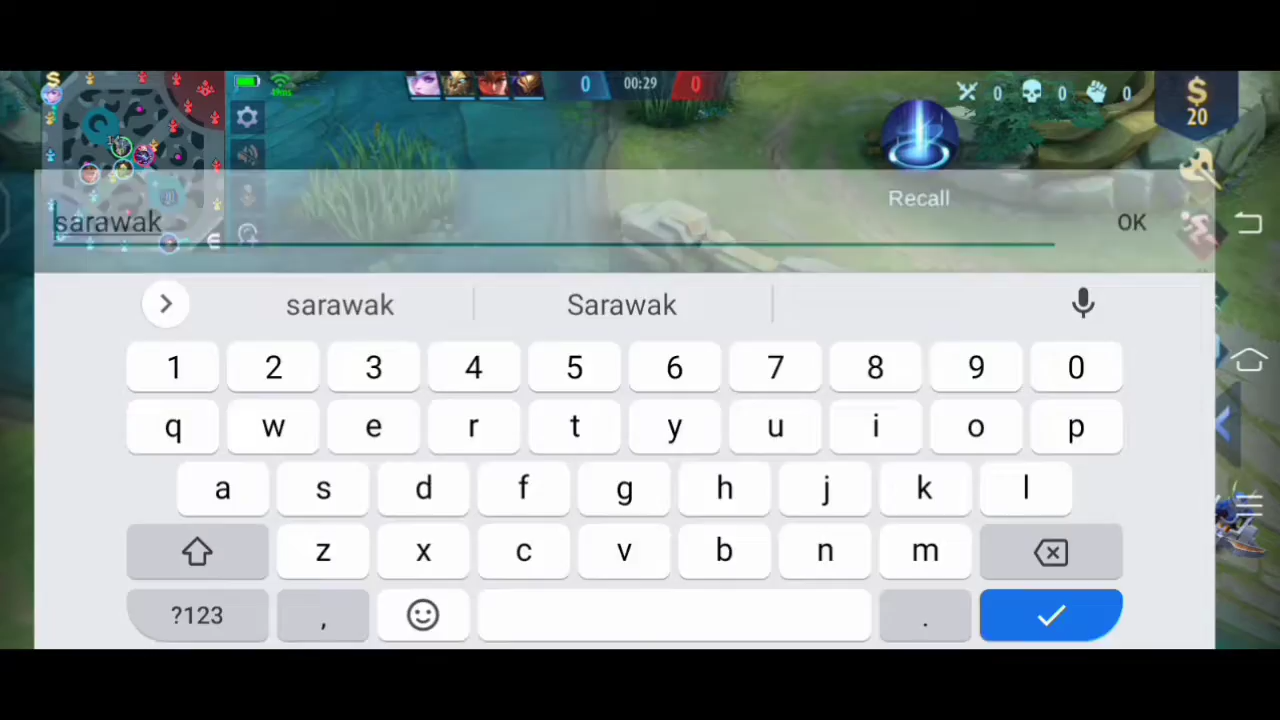 0 00:29 0 0 0 0
$ 20
49ms
Recall
sarawak OK
sarawak Sarawak
1 2 3 4 5 6 7 8 9 0
q w e r t y u i o p
a s d f g h j k l
z x c v b n m
?123 , .